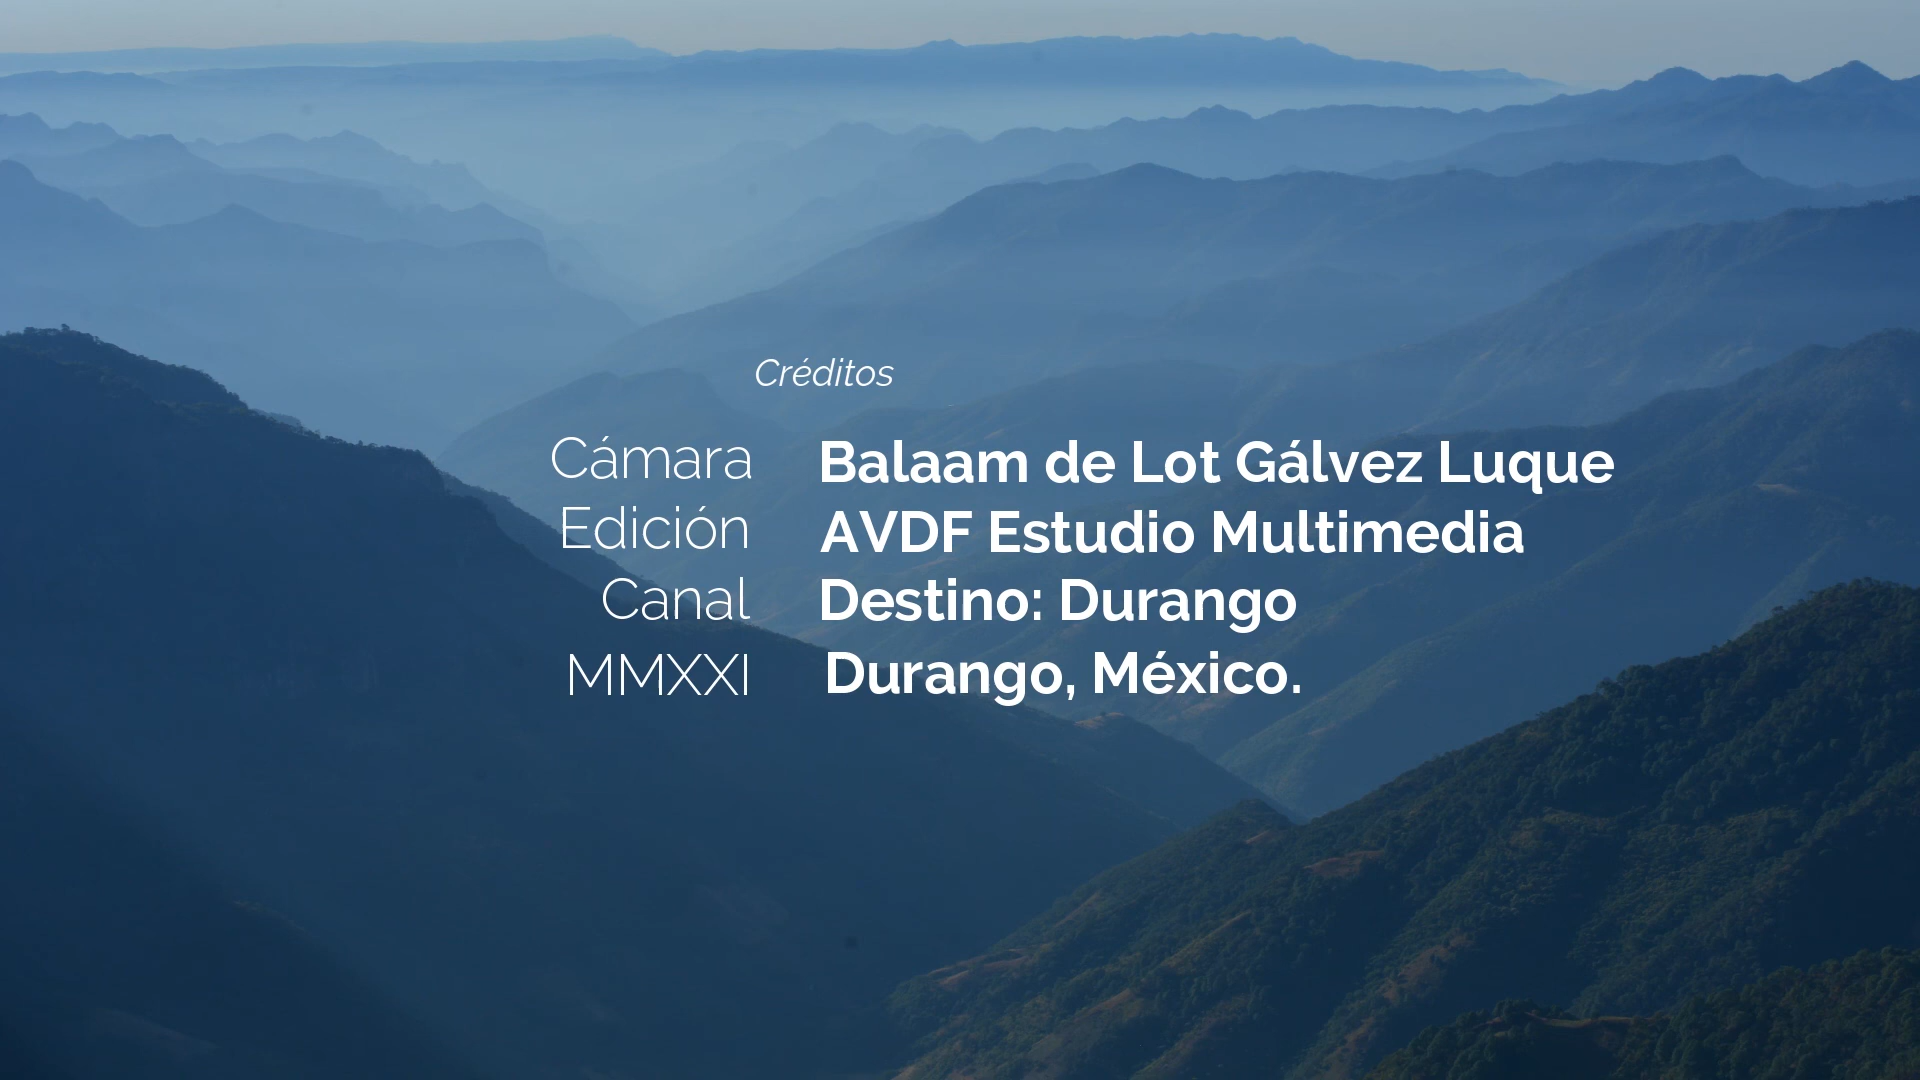 Créditos
Cámara Balaam de Lot Gálvez Luque
Edición AVDF Estudio Multimedia
Canal Destino: Durango
MMXXI Durango, México.